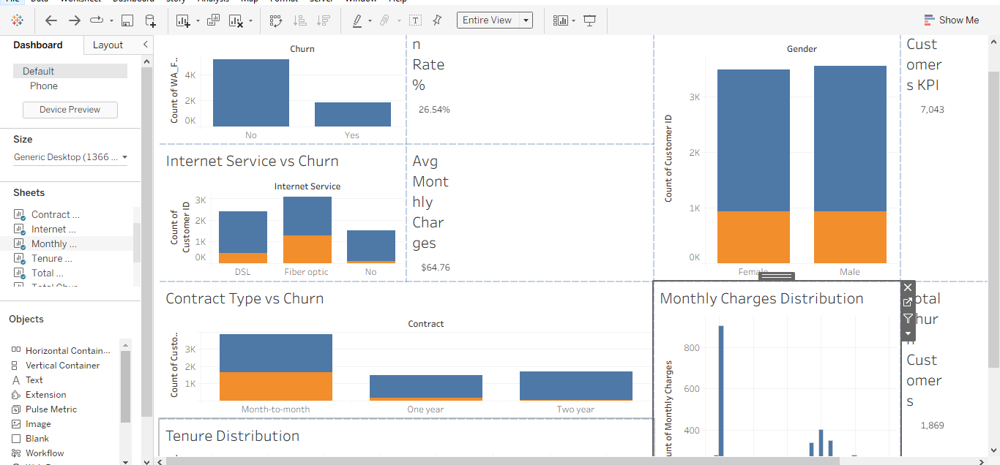 File Data Worksheet Dashboard Story Analysis Map Format Server Window Help
Entire View
Show Me
Dashboard
Layout
Default
Phone
Device Preview
Size
Generic Desktop (1366 ...
Sheets
Contract ...
Internet ...
Monthly ...
Tenure ...
Total ...
Total Chur
Objects
Horizontal Contain...
Vertical Container
Text
Extension
Pulse Metric
Image
Blank
Workflow
Churn
Count of WA_F..
4K
2K
0K
No
Yes
n
Rate
%
26.54%
Gender
Count of Customer ID
3K
2K
1K
0K
Female
Male
Cust
omer
s KPI
7,043
Internet Service vs Churn
Internet Service
Count of
Customer ID
3K
2K
1K
0K
DSL
Fiber optic
No
Avg
Mont
hly
Char
ges
$64.76
Contract Type vs Churn
Contract
Count of Custo..
3K
2K
1K
Month-to-month
One year
Two year
Monthly Charges Distribution
unt of Monthly Charges
800
600
400
otal
hur
n
Cust
omer
s
1,869
Tenure Distribution